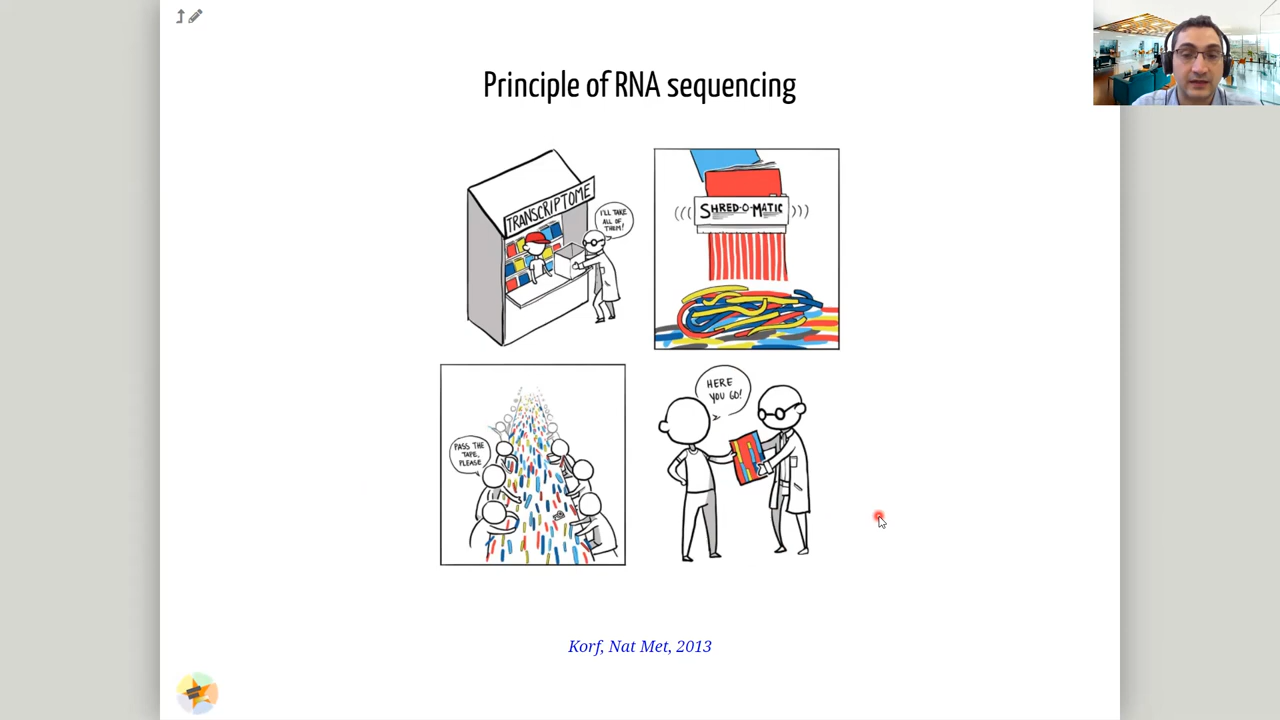 Principle of RNA sequencing
TRANSCRIPTOME
I'LL TAKE
ALL OF
THEM!
SHRED-O-MATIC
PASS THE
TAPE,
PLEASE
HERE
YOU GO!
Korf, Nat Met, 2013